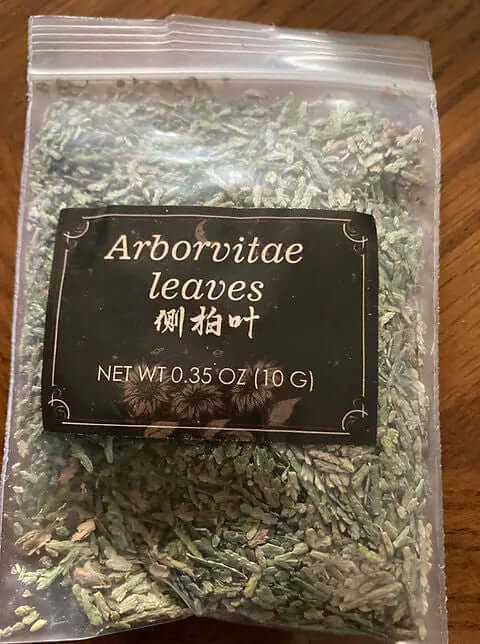 Arborvitae
leaves
侧柏叶
NET WT 0.35 OZ (10 G)